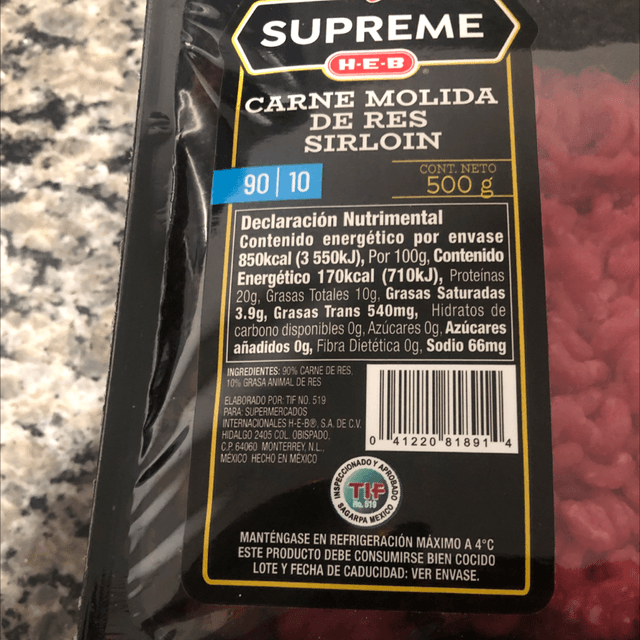 SUPREME
H-E-B
CARNE MOLIDA
DE RES
SIRLOIN
90 | 10
CONT. NETO
500 g
Declaración Nutrimental
Contenido energético por envase
850kcal (3 550kJ), Por 100g, Contenido
Energético 170kcal (710kJ), Proteínas
20g, Grasas Totales 10g, Grasas Saturadas
3.9g, Grasas Trans 540mg, Hidratos de
carbono disponibles 0g, Azúcares 0g, Azúcares
añadidos 0g, Fibra Dietética 0g, Sodio 66mg
INGREDIENTES: 90% CARNE DE RES,
10% GRASA ANIMAL DE RES
ELABORADO POR: TIF NO. 519
PARA: SUPERMERCADOS
INTERNACIONALES H-E-B®, S.A. DE C.V.
HIDALGO 2405 COL. OBISPADO,
C.P. 64060 MONTERREY, N.L.,
MÉXICO HECHO EN MÉXICO
0 41220 81891 4
INSPECCIONADO Y APROBADO
TIF
No. 519
SAGARPA MEXICO
MANTÉNGASE EN REFRIGERACIÓN MÁXIMO A 4°C
ESTE PRODUCTO DEBE CONSUMIRSE BIEN COCIDO
LOTE Y FECHA DE CADUCIDAD: VER ENVASE.